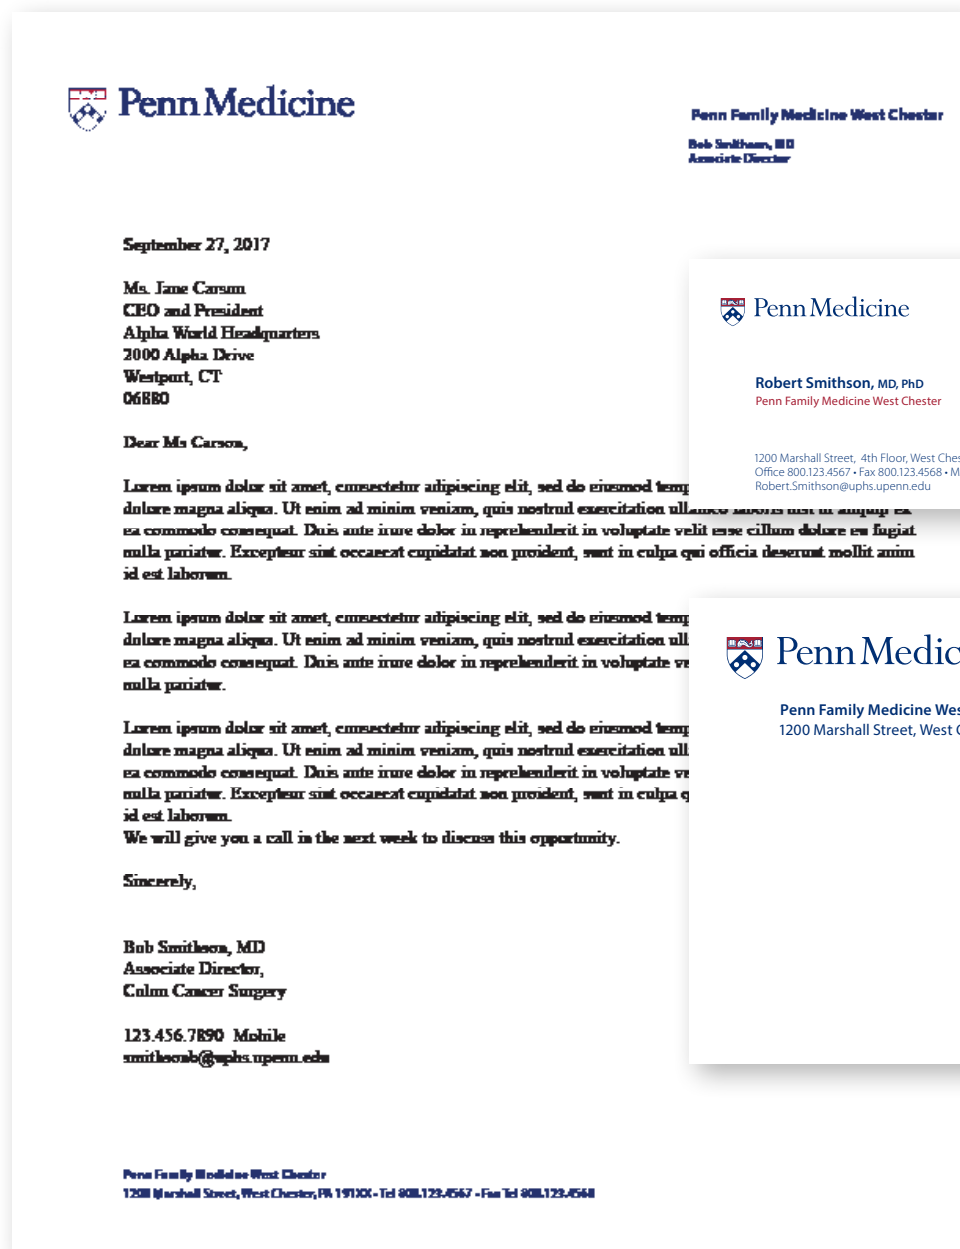 Penn Medicine
Penn Family Medicine West Chester
Bob Smithson, MD
Associate Director
September 27, 2017
Ms. Jane Carson
CEO and President
Alpha World Headquarters
2000 Alpha Drive
Westport, CT
06880
Dear Ms Carson,
Lorem ipsum dolor sit amet, consectetur adipiscing elit, sed do eiusmod temp
dolore magna aliqua. Ut enim ad minim veniam, quis nostrud exercitation ullamco laboris nisi ut aliquip ex
ea commodo consequat. Duis aute irure dolor in reprehenderit in voluptate velit esse cillum dolore eu fugiat
nulla pariatur. Excepteur sint occaecat cupidatat non proident, sunt in culpa qui officia deserunt mollit anim
id est laborum.
Lorem ipsum dolor sit amet, consectetur adipiscing elit, sed do eiusmod temp
dolore magna aliqua. Ut enim ad minim veniam, quis nostrud exercitation ull
ea commodo consequat. Duis aute irure dolor in reprehenderit in voluptate ve
nulla pariatur.
Lorem ipsum dolor sit amet, consectetur adipiscing elit, sed do eiusmod temp
dolore magna aliqua. Ut enim ad minim veniam, quis nostrud exercitation ull
ea commodo consequat. Duis aute irure dolor in reprehenderit in voluptate ve
nulla pariatur. Excepteur sint occaecat cupidatat non proident, sunt in culpa q
id est laborum.
We will give you a call in the next week to discuss this opportunity.
Sincerely,
Bob Smithson, MD
Associate Director,
Colon Cancer Surgery
123.456.7890 Mobile
smithsonb@uphs.upenn.edu
Penn Family Medicine West Chester
1200 Marshall Street, West Chester, PA 191XX - Tel 800.123.4567 - Fax Tel 800.123.4568
Penn Medicine
Robert Smithson, MD, PhD
Penn Family Medicine West Chester
1200 Marshall Street, 4th Floor, West Ches
Office 800.123.4567 • Fax 800.123.4568 • M
Robert.Smithson@uphs.upenn.edu
Penn Medic
Penn Family Medicine Wes
1200 Marshall Street, West C